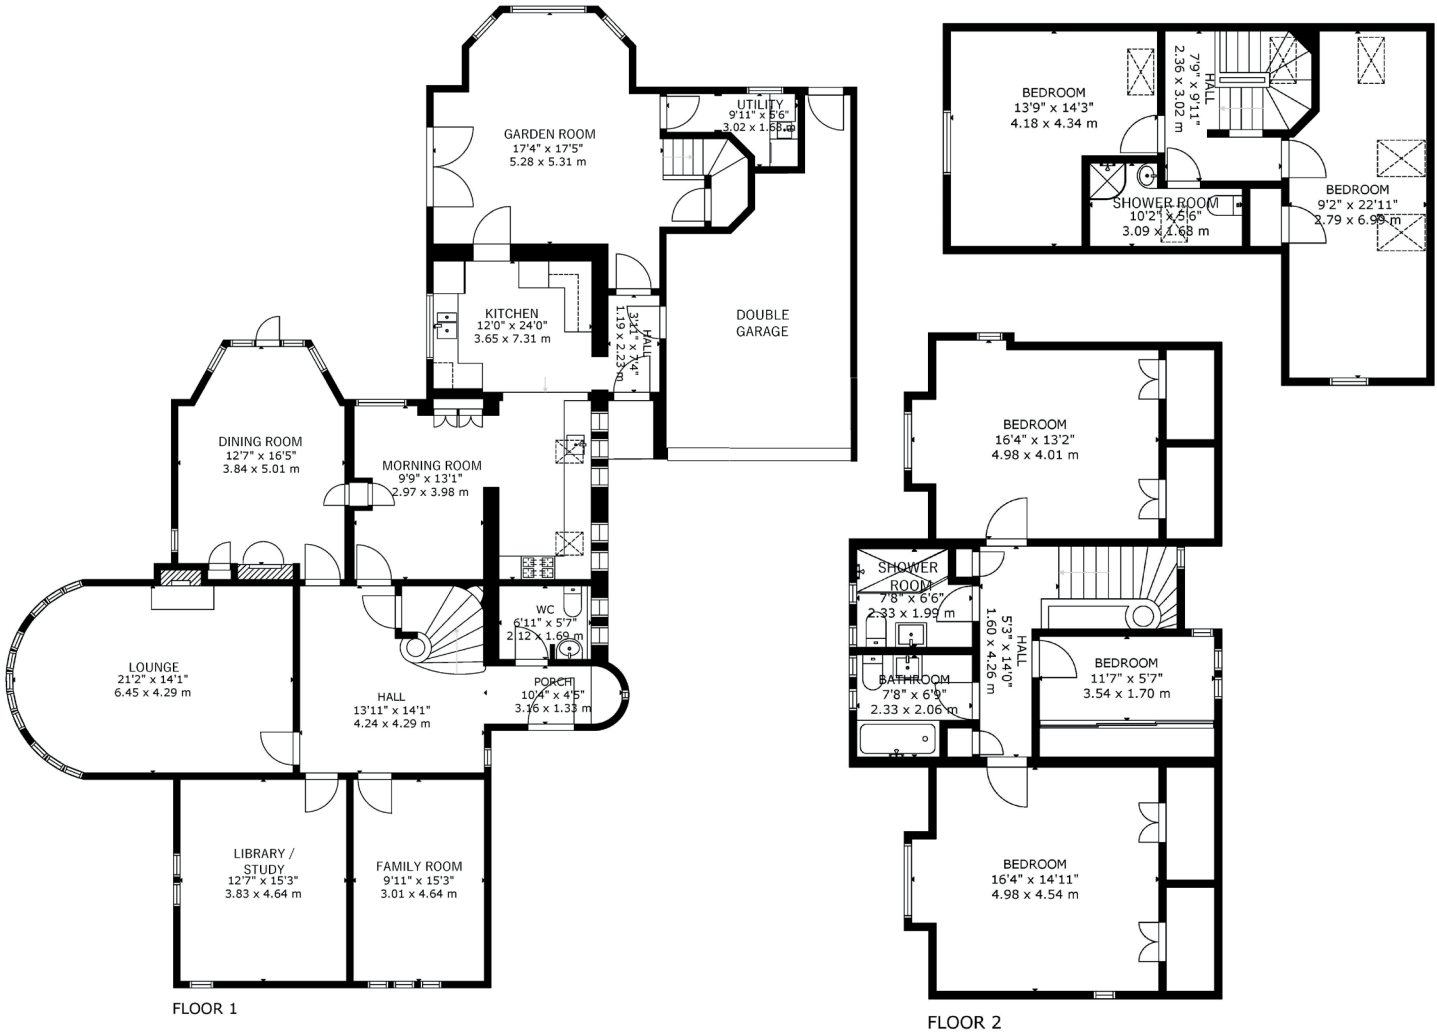 GARDEN ROOM
17'4" x 17'5"
5.28 x 5.31 m
UTILITY
9'11" x 5'6"
3.02 x 1.68 m
KITCHEN
12'0" x 24'0"
3.65 x 7.31 m
HALL
3'11" x 7'4"
1.19 x 2.23 m
DOUBLE
GARAGE
DINING ROOM
12'7" x 16'5"
3.84 x 5.01 m
MORNING ROOM
9'9" x 13'1"
2.97 x 3.98 m
WC
6'11" x 5'7"
2.12 x 1.69 m
LOUNGE
21'2" x 14'1"
6.45 x 4.29 m
HALL
13'11" x 14'1"
4.24 x 4.29 m
PORCH
10'4" x 4'5"
3.16 x 1.33 m
LIBRARY /
STUDY
12'7" x 15'3"
3.83 x 4.64 m
FAMILY ROOM
9'11" x 15'3"
3.01 x 4.64 m
FLOOR 1
BEDROOM
13'9" x 14'3"
4.18 x 4.34 m
HALL
7'9" x 9'11"
2.36 x 3.02 m
SHOWER ROOM
10'2" x 5'6"
3.09 x 1.68 m
BEDROOM
9'2" x 22'11"
2.79 x 6.99 m
BEDROOM
16'4" x 13'2"
4.98 x 4.01 m
SHOWER
ROOM
7'8" x 6'6"
2.33 x 1.99 m
HALL
5'3" x 14'0"
1.60 x 4.26 m
BATHROOM
7'8" x 6'9"
2.33 x 2.06 m
BEDROOM
11'7" x 5'7"
3.54 x 1.70 m
BEDROOM
16'4" x 14'11"
4.98 x 4.54 m
FLOOR 2